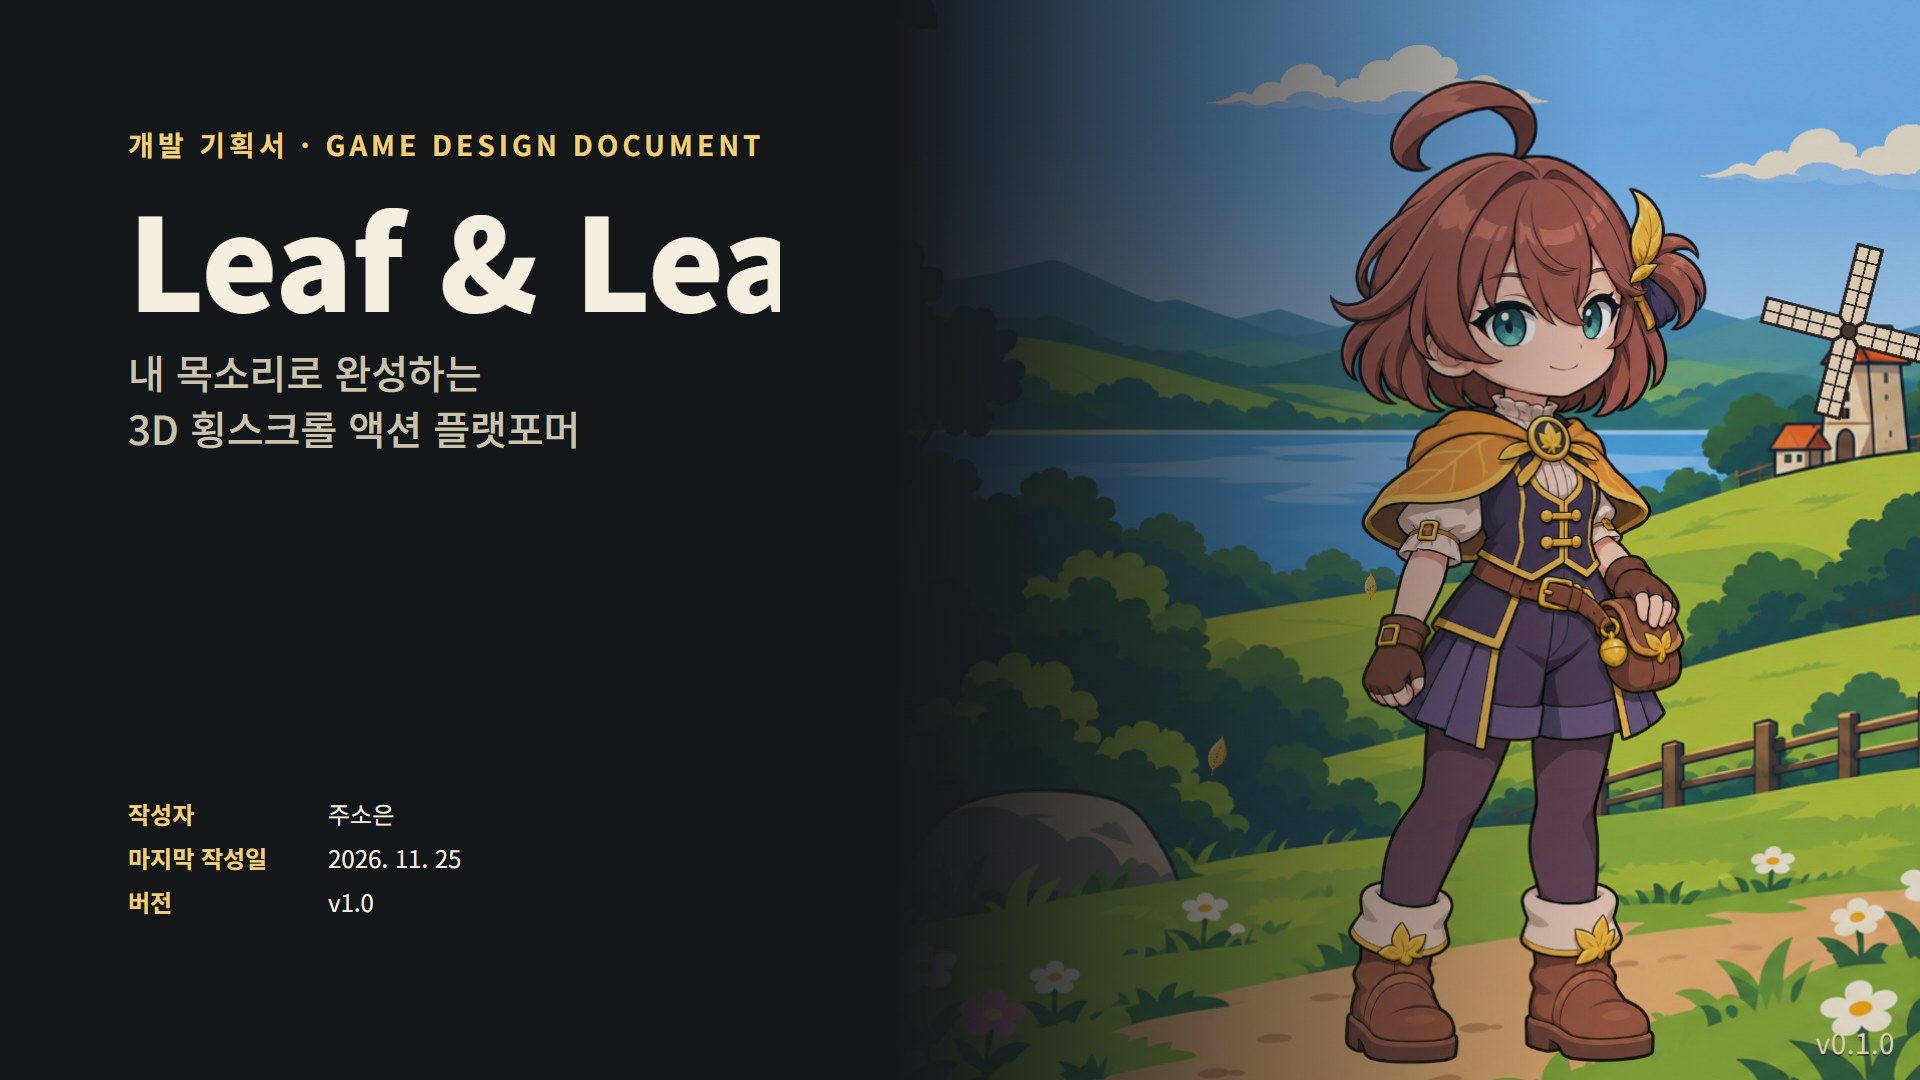 개발 기획서 · GAME DESIGN DOCUMENT
Leaf & Lea
내 목소리로 완성하는
3D 횡스크롤 액션 플랫포머
작성자 주소은
마지막 작성일 2026. 11. 25
버전 v1.0
v0.1.0